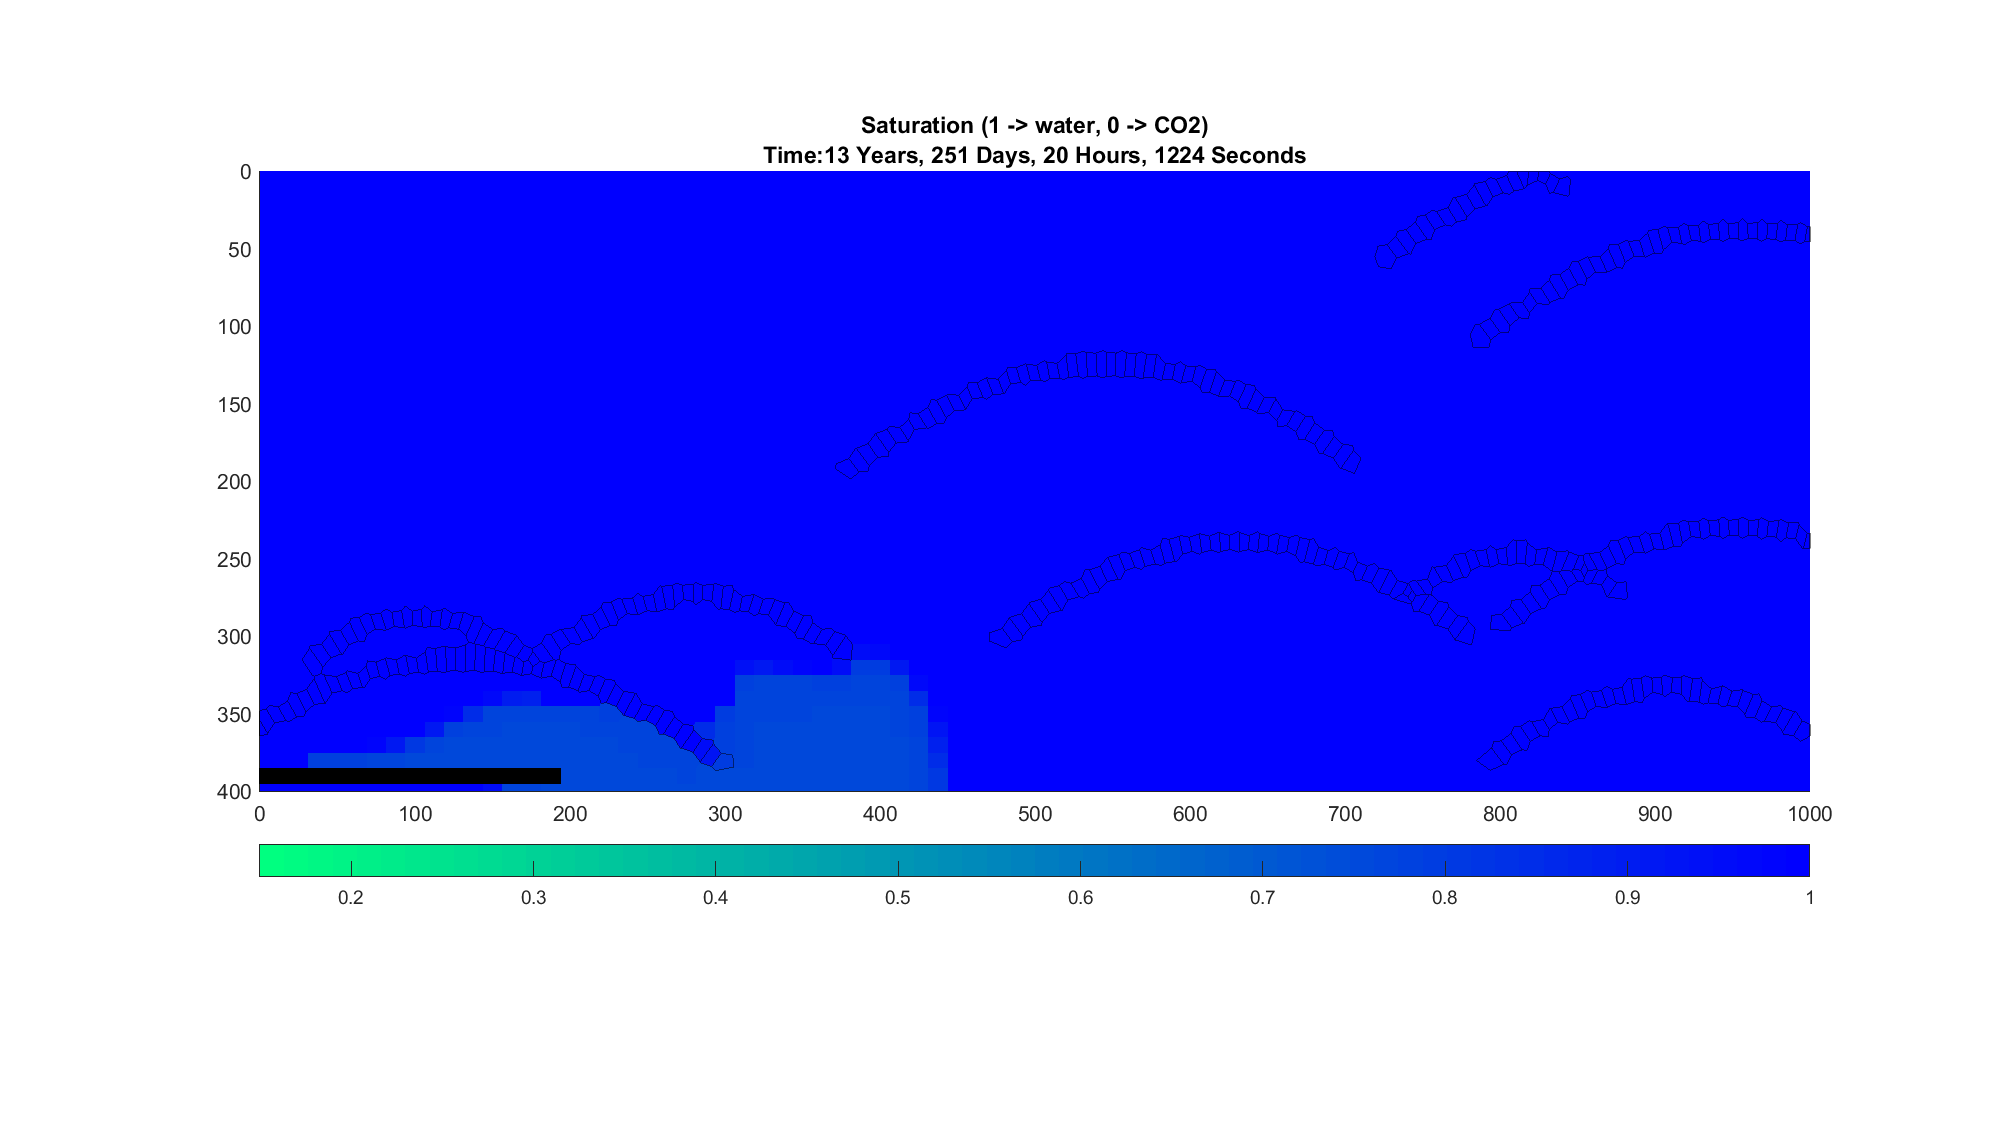 Saturation (1 -> water, 0 -> CO2)
Time:13 Years, 251 Days, 20 Hours, 1224 Seconds
0
50
100
150
200
250
300
350
400
0 100 200 300 400 500 600 700 800 900 1000
0.2 0.3 0.4 0.5 0.6 0.7 0.8 0.9 1